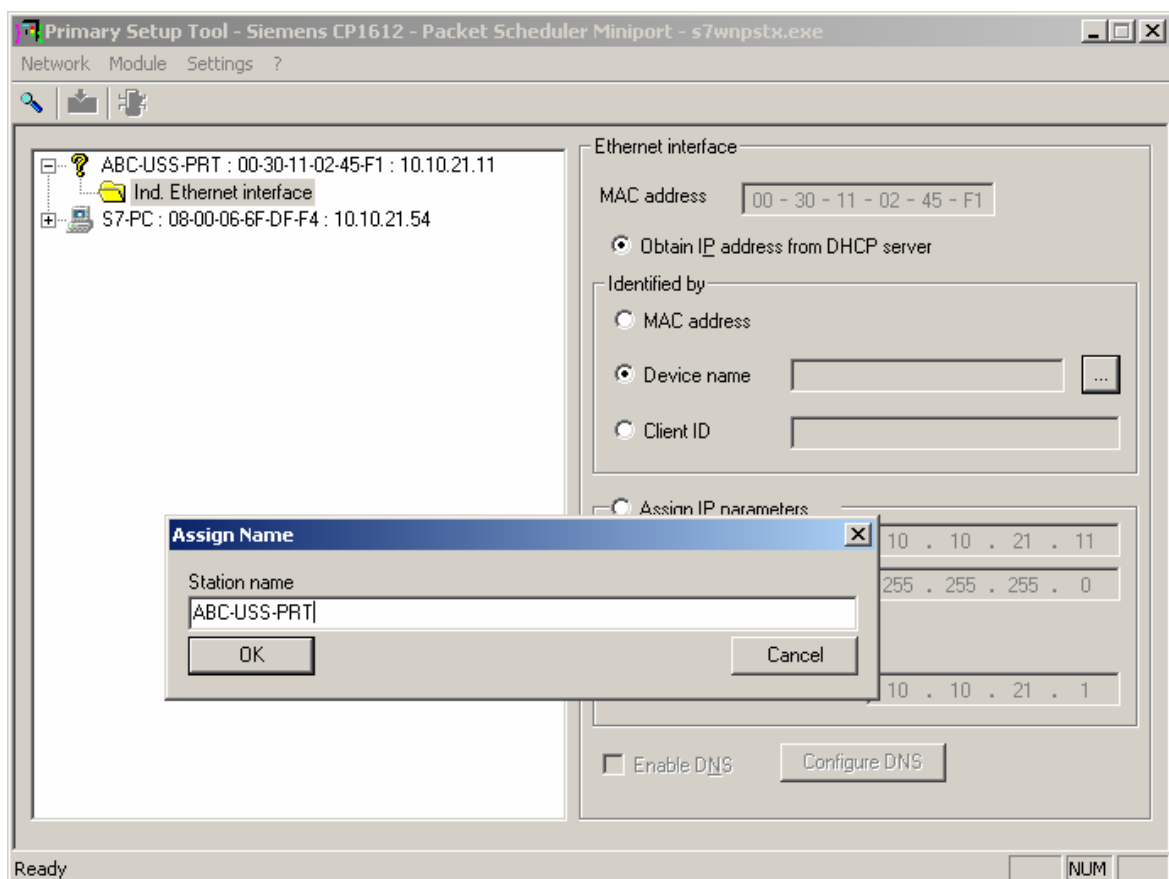 Primary Setup Tool - Siemens CP1612 - Packet Scheduler Miniport - s7wnpstx.exe
Network Module Settings ?
ABC-USS-PRT : 00-30-11-02-45-F1 : 10.10.21.11
Ind. Ethernet interface
S7-PC : 08-00-06-6F-DF-F4 : 10.10.21.54
Ethernet interface
MAC address 00 - 30 - 11 - 02 - 45 - F1
Obtain IP address from DHCP server
Identified by
MAC address
Device name ...
Client ID
Assign IP parameters
10 . 10 . 21 . 11
255 . 255 . 255 . 0
10 . 10 . 21 . 1
Enable DNS Configure DNS
Assign Name
Station name
ABC-USS-PRT
OK Cancel
Ready NUM